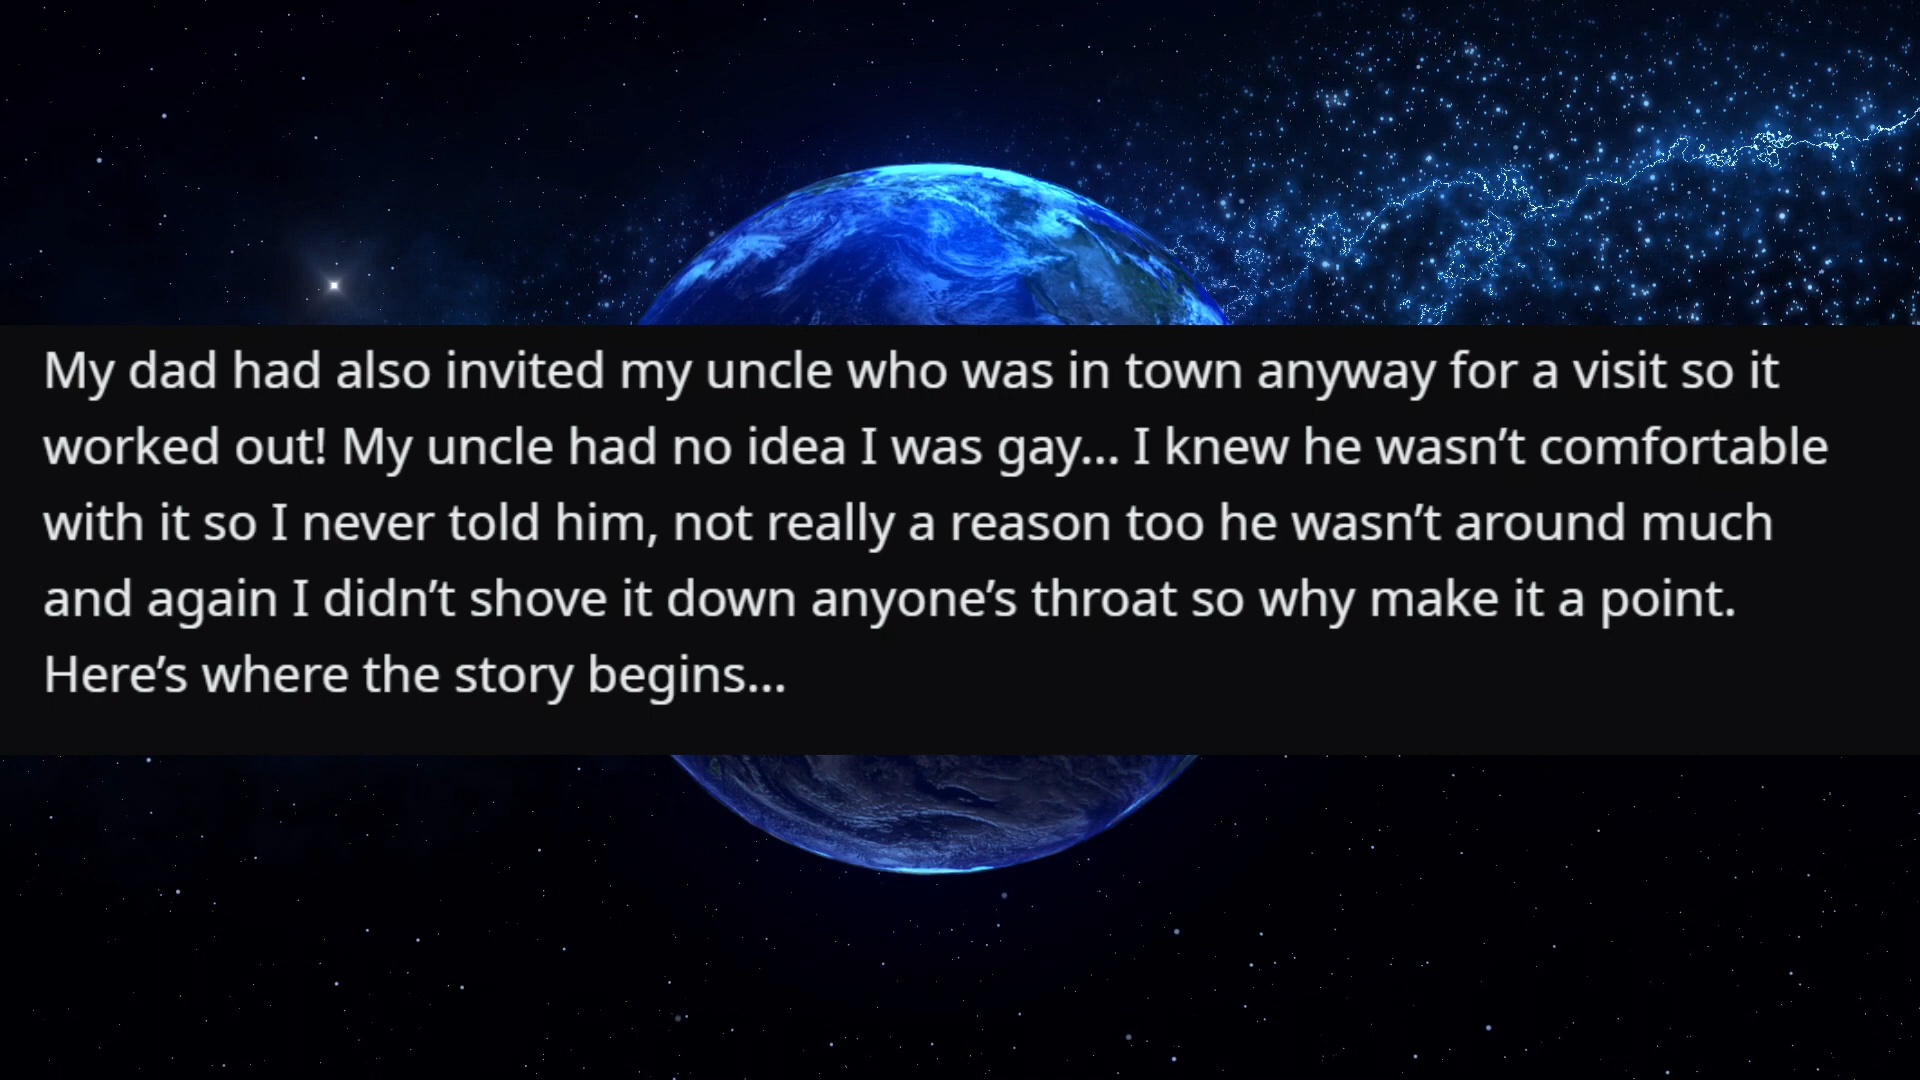 My dad had also invited my uncle who was in town anyway for a visit so it
worked out! My uncle had no idea I was gay... I knew he wasn’t comfortable
with it so I never told him, not really a reason too he wasn’t around much
and again I didn’t shove it down anyone’s throat so why make it a point.
Here’s where the story begins...